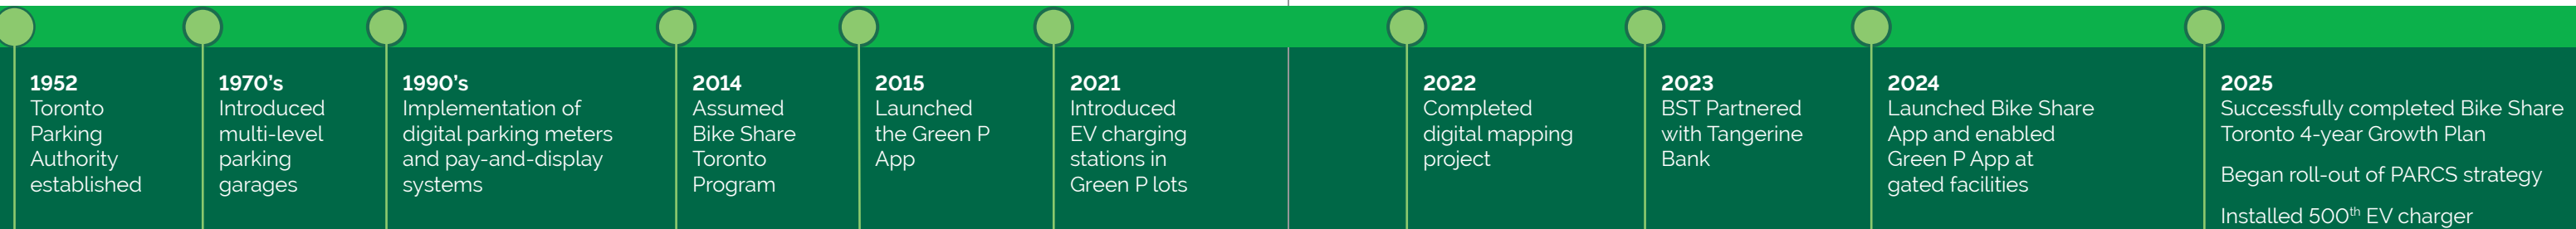 1952
Toronto
Parking
Authority
established
1970's
Introduced
multi-level
parking
garages
1990's
Implementation of
digital parking meters
and pay-and-display
systems
2014
Assumed
Bike Share
Toronto
Program
2015
Launched
the Green P
App
2021
Introduced
EV charging
stations in
Green P lots
2022
Completed
digital mapping
project
2023
BST Partnered
with Tangerine
Bank
2024
Launched Bike Share
App and enabled
Green P App at
gated facilities
2025
Successfully completed Bike Share
Toronto 4-year Growth Plan
Began roll-out of PARCS strategy
Installed 500th EV charger